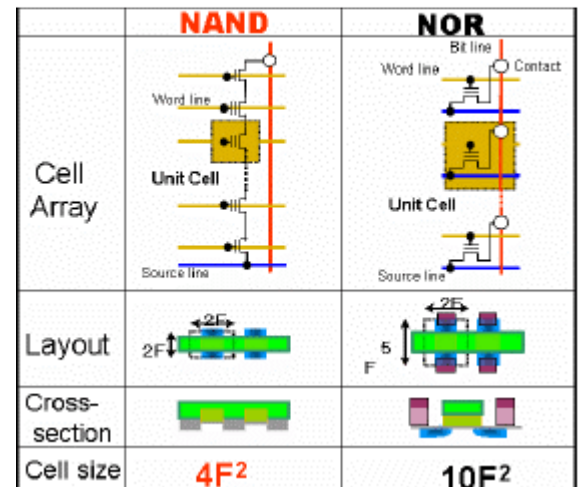 NAND
NOR
Bit line
Word line
Contact
Word line
Unit Cell
Cell
Array
Unit Cell
Source line
Source line
2F
2F
Layout
2F
5
F
Cross-
section
Cell size
4F²
10F²